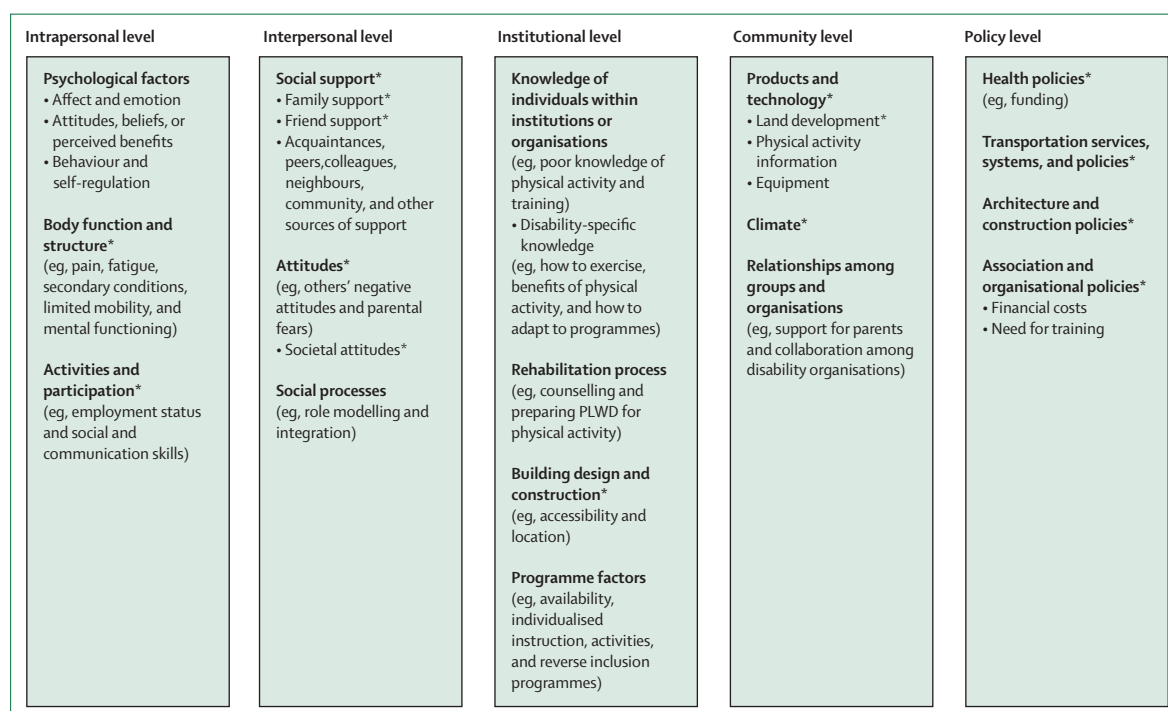 Intrapersonal level
Psychological factors
• Affect and emotion
• Attitudes, beliefs, or
perceived benefits
• Behaviour and
self-regulation
Body function and
structure*
(eg, pain, fatigue,
secondary conditions,
limited mobility, and
mental functioning)
Activities and
participation*
(eg, employment status
and social and
communication skills)
Interpersonal level
Social support*
• Family support*
• Friend support*
• Acquaintances,
peers,colleagues,
neighbours,
community, and other
sources of support
Attitudes*
(eg, others’ negative
attitudes and parental
fears)
• Societal attitudes*
Social processes
(eg, role modelling and
integration)
Institutional level
Knowledge of
individuals within
institutions or
organisations
(eg, poor knowledge of
physical activity and
training)
• Disability-specific
knowledge
(eg, how to exercise,
benefits of physical
activity, and how to
adapt to programmes)
Rehabilitation process
(eg, counselling and
preparing PLWD for
physical activity)
Building design and
construction*
(eg, accessibility and
location)
Programme factors
(eg, availability,
individualised
instruction, activities,
and reverse inclusion
programmes)
Community level
Products and
technology*
• Land development*
• Physical activity
information
• Equipment
Climate*
Relationships among
groups and
organisations
(eg, support for parents
and collaboration among
disability organisations)
Policy level
Health policies*
(eg, funding)
Transportation services,
systems, and policies*
Architecture and
construction policies*
Association and
organisational policies*
• Financial costs
• Need for training